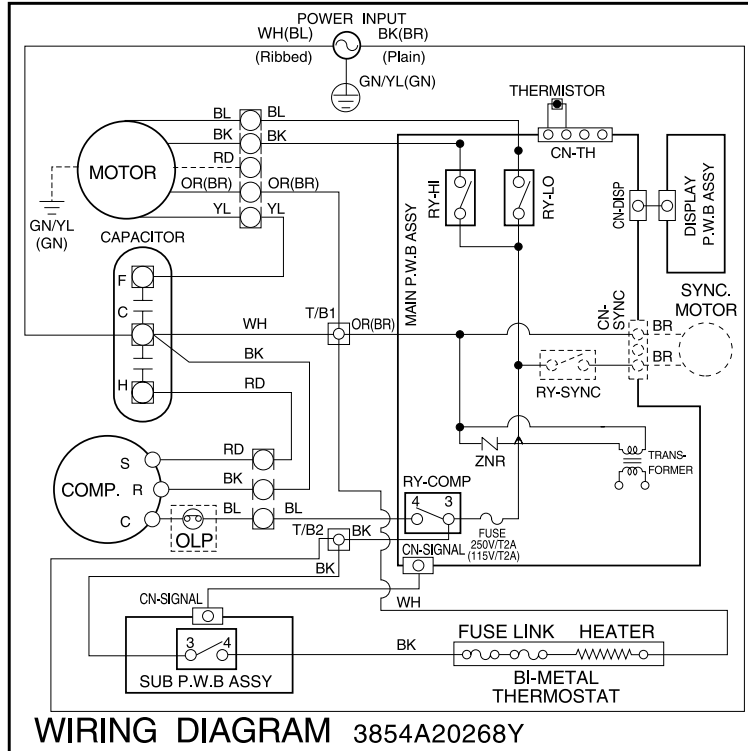 POWER INPUT
WH(BL) BK(BR)
(Ribbed) (Plain)
GN/YL(GN)
THERMISTOR
CN-TH
BL BL
BK BK
RD
OR(BR) OR(BR)
YL YL
MOTOR
GN/YL
(GN)
CAPACITOR
F
C
H
RY-HI
RY-LO
MAIN P.W.B ASSY
CN-DISP
DISPLAY
P.W.B ASSY
T/B1
WH
OR(BR)
BK
RD
CN-
SYNC
SYNC.
MOTOR
BR
BR
RY-SYNC
ZNR
TRANS-
FORMER
COMP.
S
R
C
RD
BK
BL BL
OLP
RY-COMP
4 3
FUSE
250V/T2A
(115V/T2A)
T/B2
BK
BK
CN-SIGNAL
WH
CN-SIGNAL
3 4
SUB P.W.B ASSY
BK
FUSE LINK HEATER
BI-METAL
THERMOSTAT
WIRING DIAGRAM 3854A20268Y